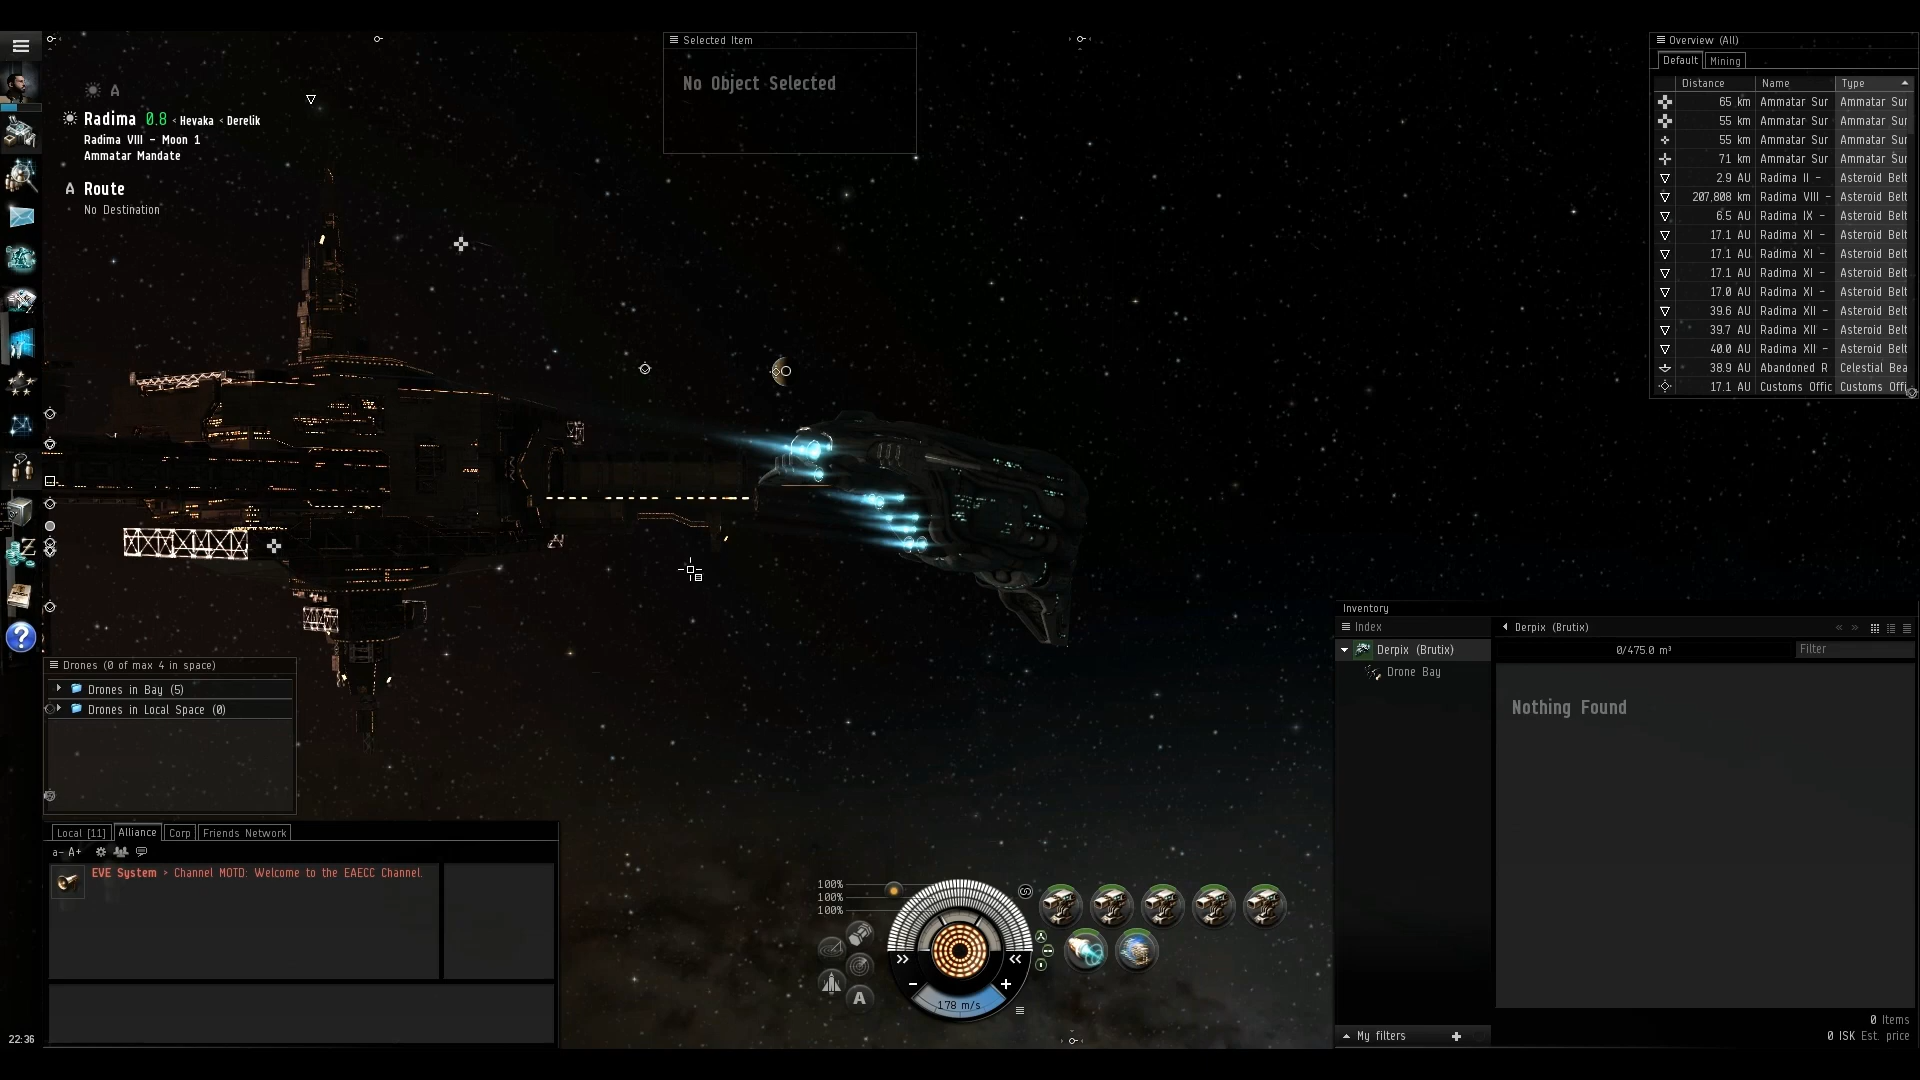 Selected Item
No Object Selected
A
Radima 0.8 < Hevaka < Derelik
Radima VIII - Moon 1
Ammatar Mandate
A Route
No Destination
Overview (All)
Default Mining
Distance Name Type
65 km Ammatar Sur Ammatar Sur
55 km Ammatar Sur Ammatar Sur
55 km Ammatar Sur Ammatar Sur
71 km Ammatar Sur Ammatar Sur
2.9 AU Radima II - Asteroid Belt
207,808 km Radima VIII - Asteroid Belt
6.5 AU Radima IX - Asteroid Belt
17.1 AU Radima XI - Asteroid Belt
17.1 AU Radima XI - Asteroid Belt
17.1 AU Radima XI - Asteroid Belt
17.0 AU Radima XI - Asteroid Belt
39.6 AU Radima XII - Asteroid Belt
39.7 AU Radima XII - Asteroid Belt
40.0 AU Radima XII - Asteroid Belt
38.9 AU Abandoned R Celestial Bea
17.1 AU Customs Offic Customs Offi
Drones (0 of max 4 in space)
Drones in Bay (5)
Drones in Local Space (0)
Local [11] Alliance Corp Friends Network
a- A+
EVE System > Channel MOTD: Welcome to the EAECC Channel.
22:36
100%
100%
100%
A
178 m/s
Inventory
Index
Derpix (Brutix)
Drone Bay
My filters
Derpix (Brutix)
0/475.0 m³
Filter
Nothing Found
0 Items
0 ISK Est. price